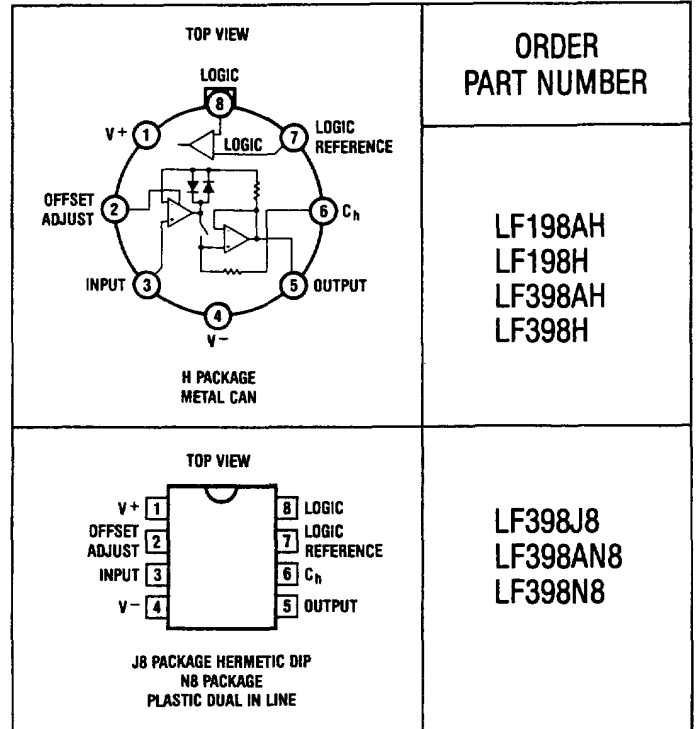 TOP VIEW
LOGIC
8
V+ 1
LOGIC
7 LOGIC REFERENCE
OFFSET ADJUST 2
6 Ch
INPUT 3
5 OUTPUT
4
V−
H PACKAGE
METAL CAN
ORDER
PART NUMBER
LF198AH
LF198H
LF398AH
LF398H
TOP VIEW
V+ 1
8 LOGIC
OFFSET ADJUST 2
7 LOGIC REFERENCE
INPUT 3
6 Ch
V− 4
5 OUTPUT
J8 PACKAGE HERMETIC DIP
N8 PACKAGE
PLASTIC DUAL IN LINE
LF398J8
LF398AN8
LF398N8